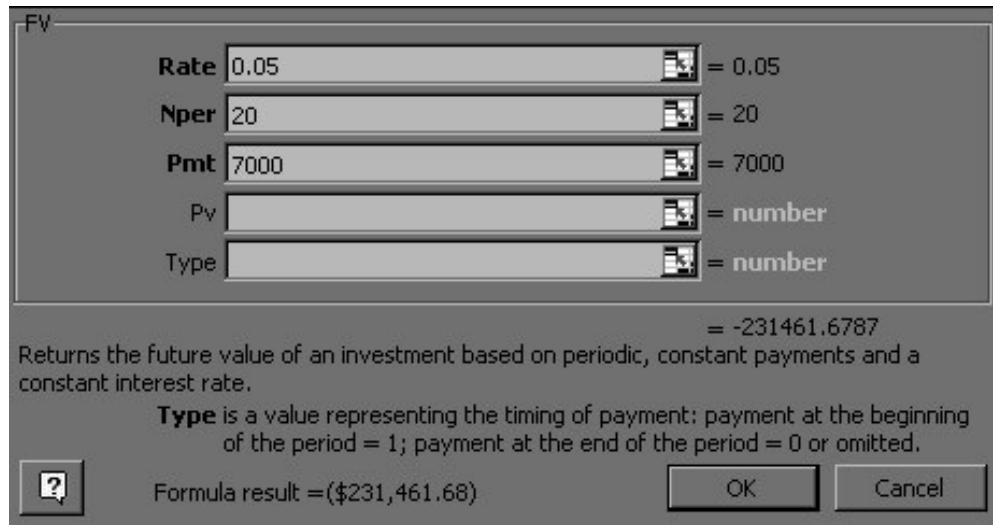 FV
Rate 0.05 = 0.05
Nper 20 = 20
Pmt 7000 = 7000
Pv = number
Type = number
= -231461.6787
Returns the future value of an investment based on periodic, constant payments and a
constant interest rate.
Type is a value representing the timing of payment: payment at the beginning
of the period = 1; payment at the end of the period = 0 or omitted.
? Formula result =($231,461.68) OK Cancel